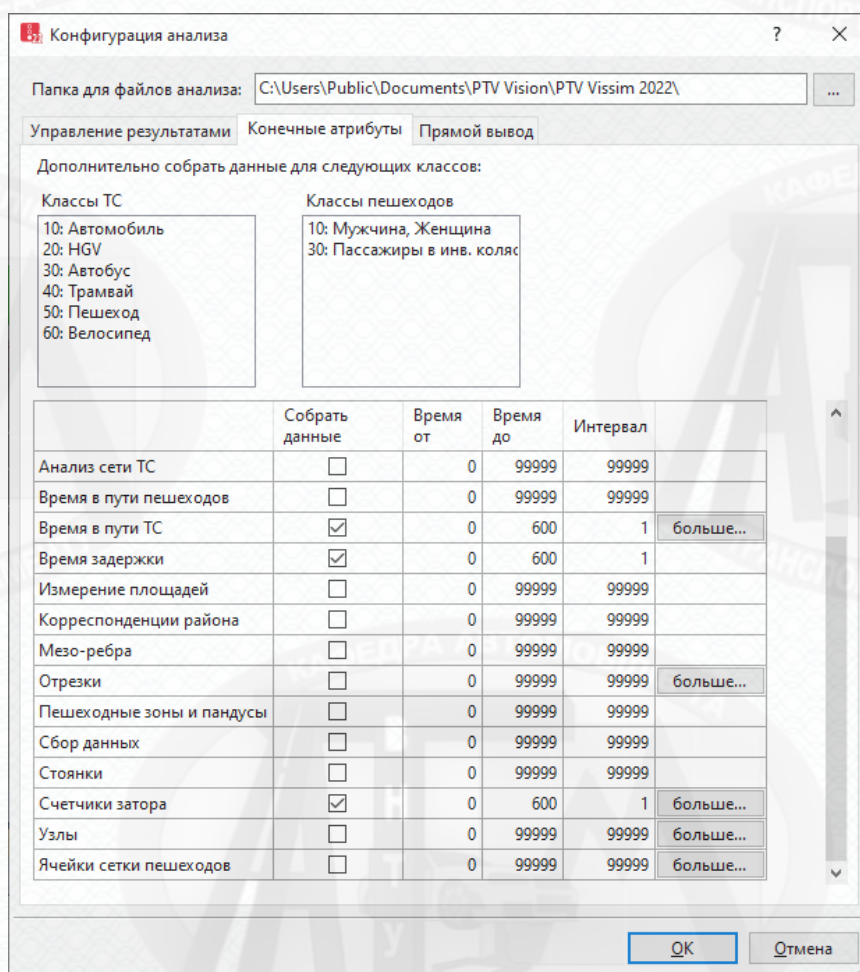 Конфигурация анализа ? ×
Папка для файлов анализа: C:\Users\Public\Documents\PTV Vision\PTV Vissim 2022\ ...
Управление результатами Конечные атрибуты Прямой вывод
Дополнительно собрать данные для следующих классов:
Классы ТС Классы пешеходов
10: Автомобиль 10: Мужчина, Женщина
20: HGV 30: Пассажиры в инв. коляс
30: Автобус
40: Трамвай
50: Пешеход
60: Велосипед
Собрать Время Время Интервал
данные от до
Анализ сети ТС 0 99999 99999
Время в пути пешеходов 0 99999 99999
Время в пути ТС 0 600 1 больше...
Время задержки 0 600 1
Измерение площадей 0 99999 99999
Корреспонденции района 0 99999 99999
Мезо-ребра 0 99999 99999
Отрезки 0 99999 99999 больше...
Пешеходные зоны и пандусы 0 99999 99999
Сбор данных 0 99999 99999
Стоянки 0 99999 99999
Счетчики затора 0 600 1 больше...
Узлы 0 99999 99999 больше...
Ячейки сетки пешеходов 0 99999 99999 больше...
OK Отмена